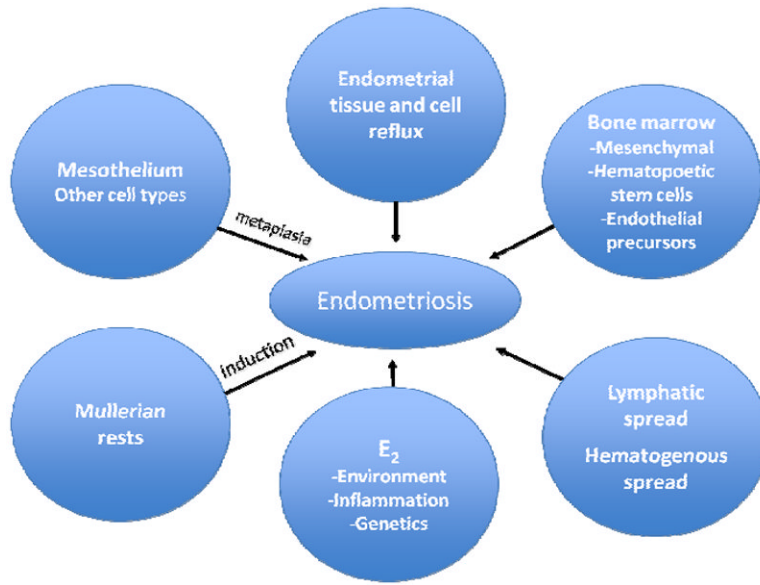 Endometrial
tissue and cell
reflux
Mesothelium
Other cell types
Bone marrow
-Mesenchymal
-Hematopoetic
stem cells
-Endothelial
precursors
metaplasia
Endometriosis
induction
Mullerian
rests
E₂
-Environment
-Inflammation
-Genetics
Lymphatic
spread
Hematogenous
spread